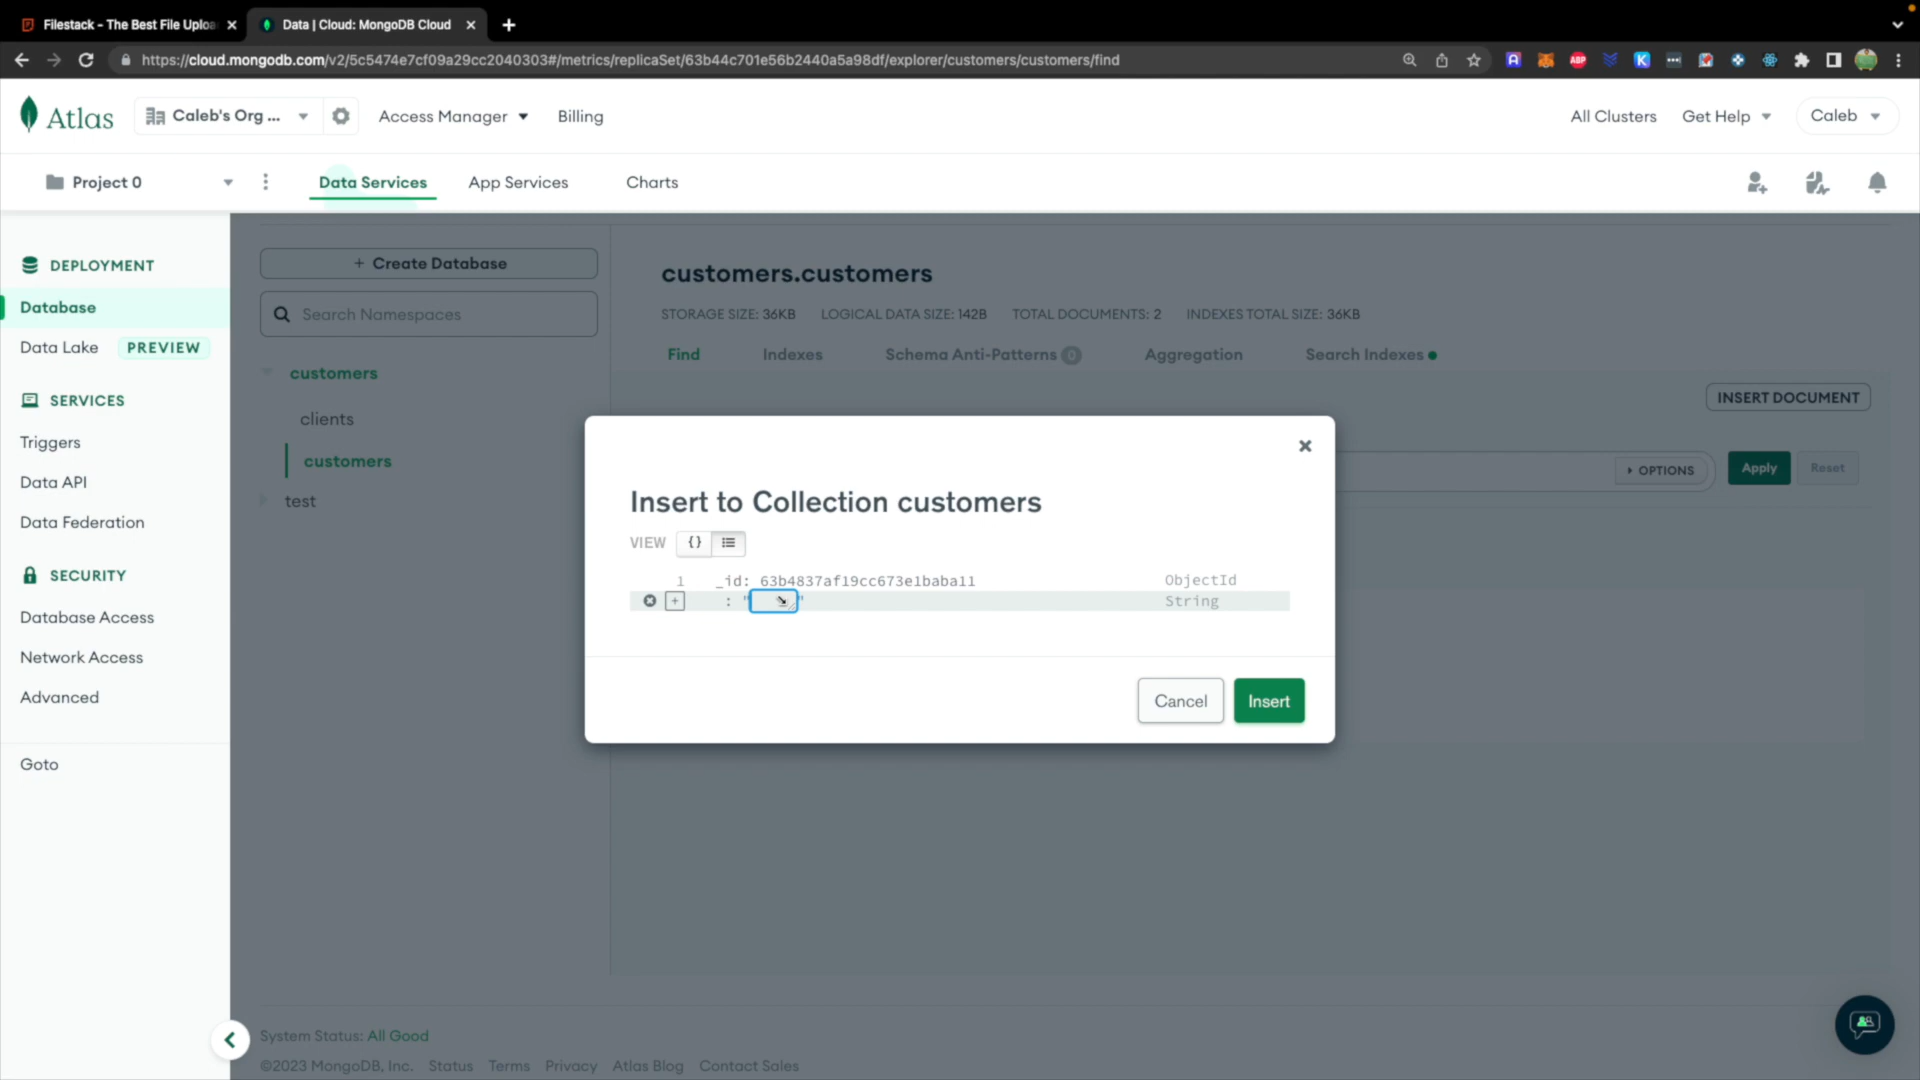 Filestack - The Best File Uploa
Data | Cloud: MongoDB Cloud
https://cloud.mongodb.com/v2/5c5474e7cf09a29cc2040303#/metrics/replicaSet/63b44c701e56b2440a5a98df/explorer/customers/customers/find
Atlas
Caleb's Org ...
Access Manager
Billing
All Clusters
Get Help
Caleb
Project 0
Data Services
App Services
Charts
DEPLOYMENT
Database
Data Lake PREVIEW
SERVICES
Triggers
Data API
Data Federation
SECURITY
Database Access
Network Access
Advanced
Goto
+ Create Database
Search Namespaces
customers
clients
customers
test
customers.customers
STORAGE SIZE: 36KB LOGICAL DATA SIZE: 142B TOTAL DOCUMENTS: 2 INDEXES TOTAL SIZE: 36KB
Find Indexes Schema Anti-Patterns 0 Aggregation Search Indexes
INSERT DOCUMENT
OPTIONS
Apply
Reset
Insert to Collection customers
VIEW {}
1 _id: 63b4837af19cc673e1baba11 ObjectId
: " " String
Cancel
Insert
System Status: All Good
©2023 MongoDB, Inc. Status Terms Privacy Atlas Blog Contact Sales